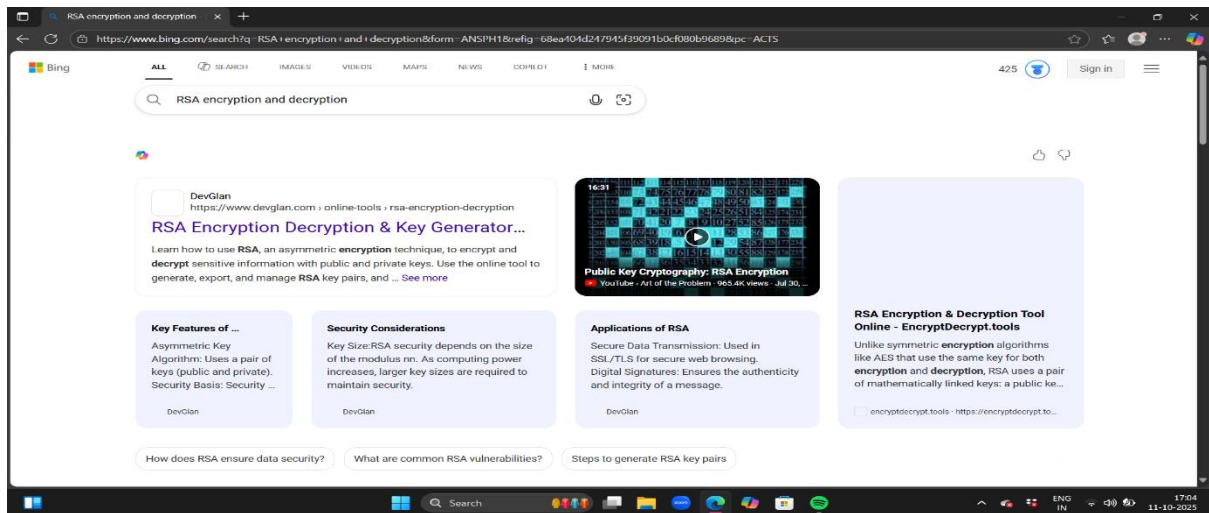 RSA encryption and decryption
https://www.bing.com/search?q=RSA+encryption+and+decryption&form=ANSPH1&refig=68ea404d247945f39091b0cf080b9689&pc=ACTS
Bing
ALL SEARCH IMAGES VIDEOS MAPS NEWS COPILOT MORE
425 Sign in
RSA encryption and decryption
DevGlan
https://www.devglan.com › online-tools › rsa-encryption-decryption
RSA Encryption Decryption & Key Generator...
Learn how to use RSA, an asymmetric encryption technique, to encrypt and
decrypt sensitive information with public and private keys. Use the online tool to
generate, export, and manage RSA key pairs, and ... See more
16:31
Public Key Cryptography: RSA Encryption
YouTube · Art of the Problem · 965.4K views · Jul 30, ...
RSA Encryption & Decryption Tool
Online - EncryptDecrypt.tools
Unlike symmetric encryption algorithms
like AES that use the same key for both
encryption and decryption, RSA uses a pair
of mathematically linked keys: a public ke...
encryptdecrypt.tools · https://encryptdecrypt.to...
Key Features of ...
Asymmetric Key
Algorithm: Uses a pair of
keys (public and private).
Security Basis: Security ...
DevGlan
Security Considerations
Key Size:RSA security depends on the size
of the modulus nn. As computing power
increases, larger key sizes are required to
maintain security.
DevGlan
Applications of RSA
Secure Data Transmission: Used in
SSL/TLS for secure web browsing.
Digital Signatures: Ensures the authenticity
and integrity of a message.
DevGlan
How does RSA ensure data security?
What are common RSA vulnerabilities?
Steps to generate RSA key pairs
Search
ENG
IN
17:04
11-10-2025